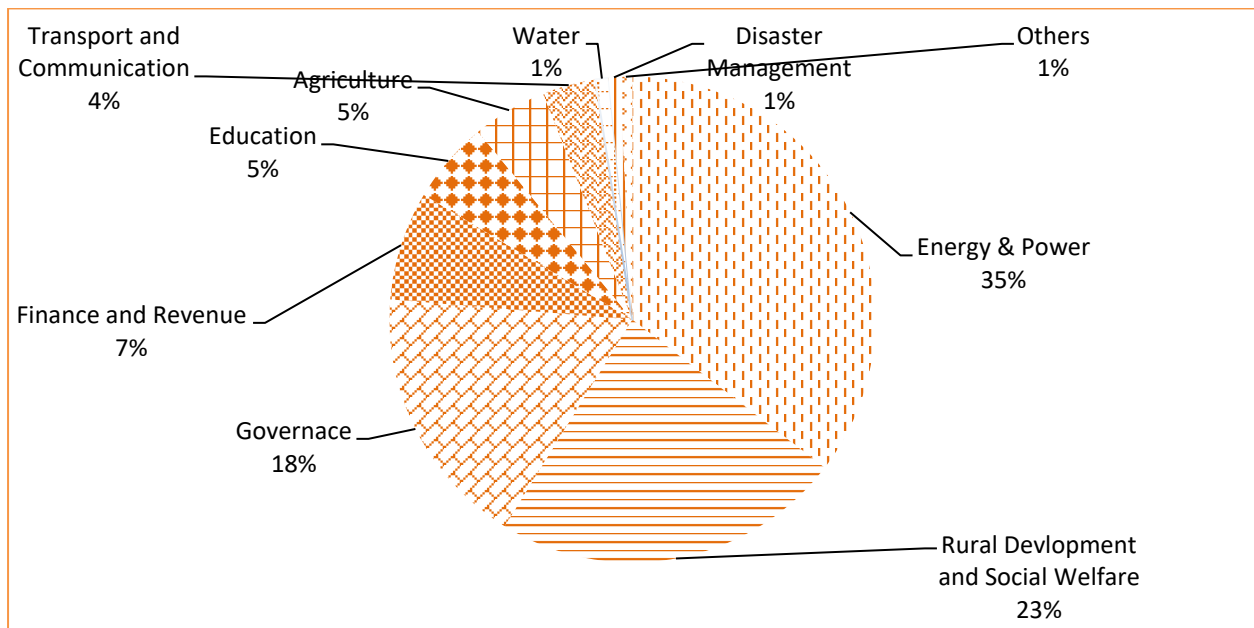 Transport and
Communication
4%
Water
1%
Disaster
Management
1%
Others
1%
Agriculture
5%
Education
5%
Energy & Power
35%
Finance and Revenue
7%
Governace
18%
Rural Devlopment
and Social Welfare
23%